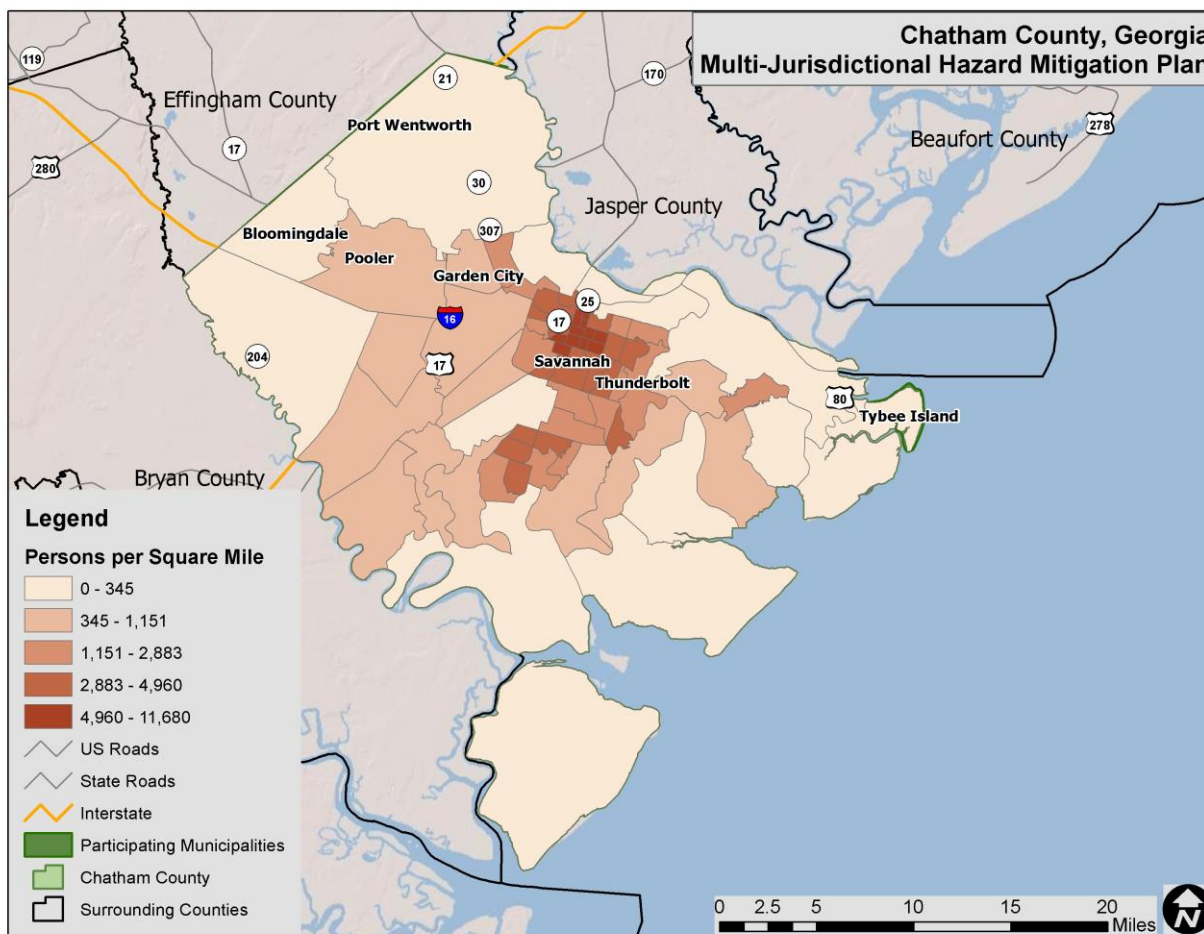 Chatham County, Georgia
Multi-Jurisdictional Hazard Mitigation Plan
119
21
170
Effingham County
278
Port Wentworth
Beaufort County
17
280
30
Jasper County
307
Bloomingdale
Pooler
Garden City
25
16
17
204
17
Savannah
Thunderbolt
80
Tybee Island
Bryan County
Legend
Persons per Square Mile
0 - 345
345 - 1,151
1,151 - 2,883
2,883 - 4,960
4,960 - 11,680
US Roads
State Roads
Interstate
Participating Municipalities
Chatham County
Surrounding Counties
0 2.5 5 10 15 20
Miles
N